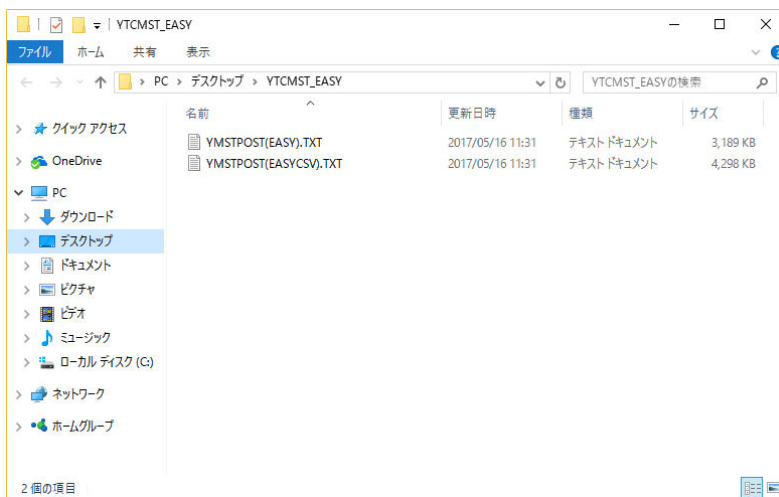 YTCMST_EASY
ファイル ホーム 共有 表示
PC > デスクトップ > YTCMST_EASY YTCMST_EASYの検索
名前 更新日時 種類 サイズ
YMSTPOST(EASY).TXT 2017/05/16 11:31 テキスト ドキュメント 3,189 KB
YMSTPOST(EASYCSV).TXT 2017/05/16 11:31 テキスト ドキュメント 4,298 KB
クイック アクセス
OneDrive
PC
ダウンロード
デスクトップ
ドキュメント
ピクチャ
ビデオ
ミュージック
ローカル ディスク (C:)
ネットワーク
ホームグループ
2 個の項目